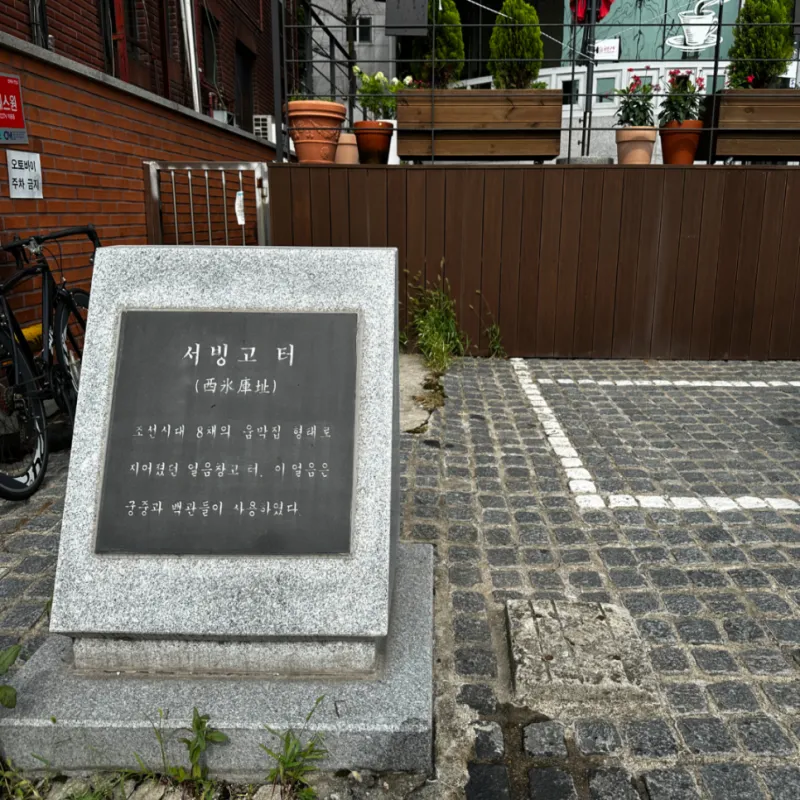 서빙고 터
(西氷庫址)
조선시대 8채의 움막집 형태로
지어졌던 얼음창고 터. 이 얼음은
궁중과 백관들이 사용하였다
오토바이
주차 금지